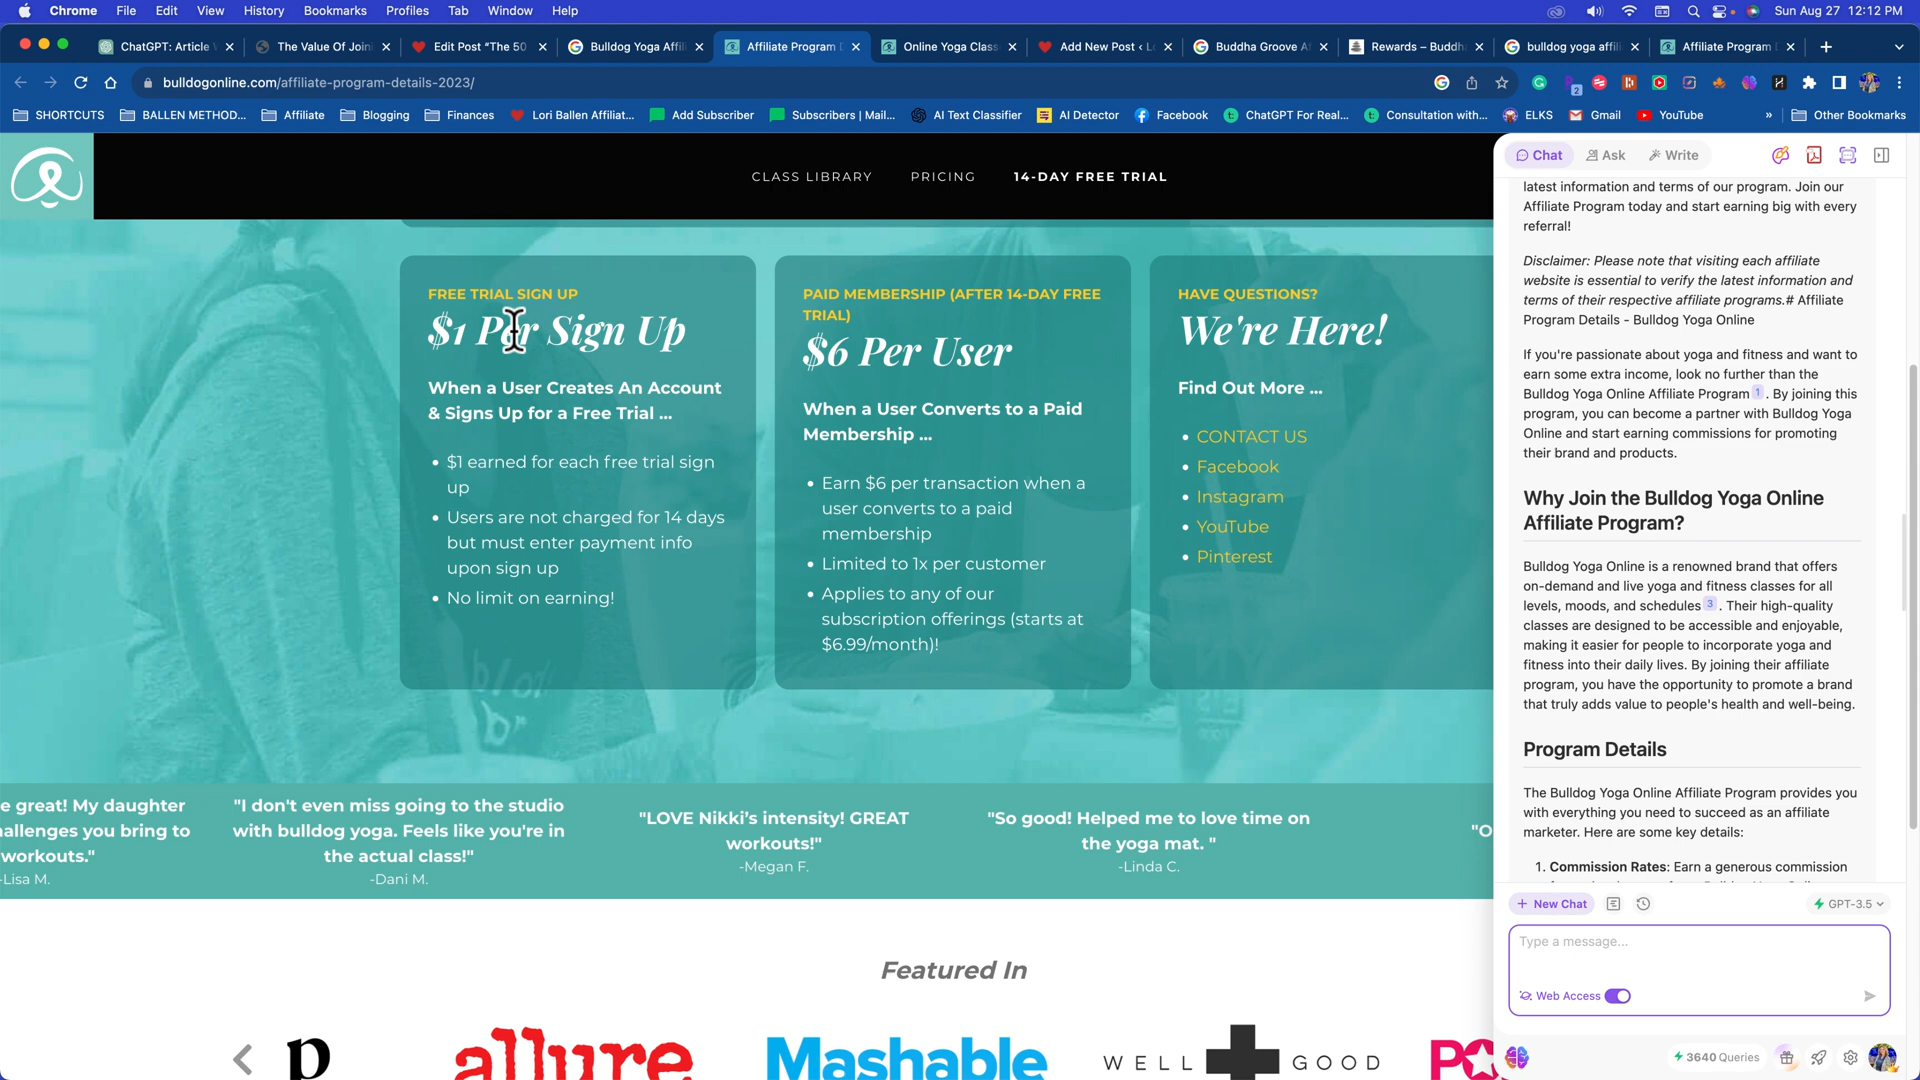 Chrome File Edit View History Bookmarks Profiles Tab Window Help
Sun Aug 27 12:12 PM
ChatGPT: Article
The Value Of Join
Edit Post “The 50
Bulldog Yoga Affil
Affiliate Program D
Online Yoga Class
Add New Post ‹ Lo
Buddha Groove A
Rewards – Buddh
bulldog yoga affil
Affiliate Program D
bulldogonline.com/affiliate-program-details-2023/
2
SHORTCUTS
BALLEN METHOD...
Affiliate
Blogging
Finances
Lori Ballen Affiliat...
Add Subscriber
Subscribers | Mail...
AI Text Classifier
AI Detector
Facebook
ChatGPT For Real...
Consultation with...
ELKS
Gmail
YouTube
»
Other Bookmarks
CLASS LIBRARY
PRICING
14-DAY FREE TRIAL
FREE TRIAL SIGN UP
$1 Per Sign Up
When a User Creates An Account
& Signs Up for a Free Trial ...
• $1 earned for each free trial sign
up
• Users are not charged for 14 days
but must enter payment info
upon sign up
• No limit on earning!
PAID MEMBERSHIP (AFTER 14-DAY FREE
TRIAL)
$6 Per User
When a User Converts to a Paid
Membership ...
• Earn $6 per transaction when a
user converts to a paid
membership
• Limited to 1x per customer
• Applies to any of our
subscription offerings (starts at
$6.99/month)!
HAVE QUESTIONS?
We're Here!
Find Out More ...
• CONTACT US
• Facebook
• Instagram
• YouTube
• Pinterest
e great! My daughter
allenges you bring to
workouts."
-Lisa M.
"I don't even miss going to the studio
with bulldog yoga. Feels like you're in
the actual class!"
-Dani M.
"LOVE Nikki’s intensity! GREAT
workouts!"
-Megan F.
"So good! Helped me to love time on
the yoga mat. "
-Linda C.
"O
Featured In
p
allure
Mashable
WELL + GOOD
PO
Chat
Ask
Write
latest information and terms of our program. Join our
Affiliate Program today and start earning big with every
referral!
Disclaimer: Please note that visiting each affiliate
website is essential to verify the latest information and
terms of their respective affiliate programs.# Affiliate
Program Details - Bulldog Yoga Online
If you're passionate about yoga and fitness and want to
earn some extra income, look no further than the
Bulldog Yoga Online Affiliate Program 1 . By joining this
program, you can become a partner with Bulldog Yoga
Online and start earning commissions for promoting
their brand and products.
Why Join the Bulldog Yoga Online
Affiliate Program?
Bulldog Yoga Online is a renowned brand that offers
on-demand and live yoga and fitness classes for all
levels, moods, and schedules 3 . Their high-quality
classes are designed to be accessible and enjoyable,
making it easier for people to incorporate yoga and
fitness into their daily lives. By joining their affiliate
program, you have the opportunity to promote a brand
that truly adds value to people's health and well-being.
Program Details
The Bulldog Yoga Online Affiliate Program provides you
with everything you need to succeed as an affiliate
marketer. Here are some key details:
1. Commission Rates: Earn a generous commission
New Chat
GPT-3.5
Type a message...
Web Access
3640 Queries